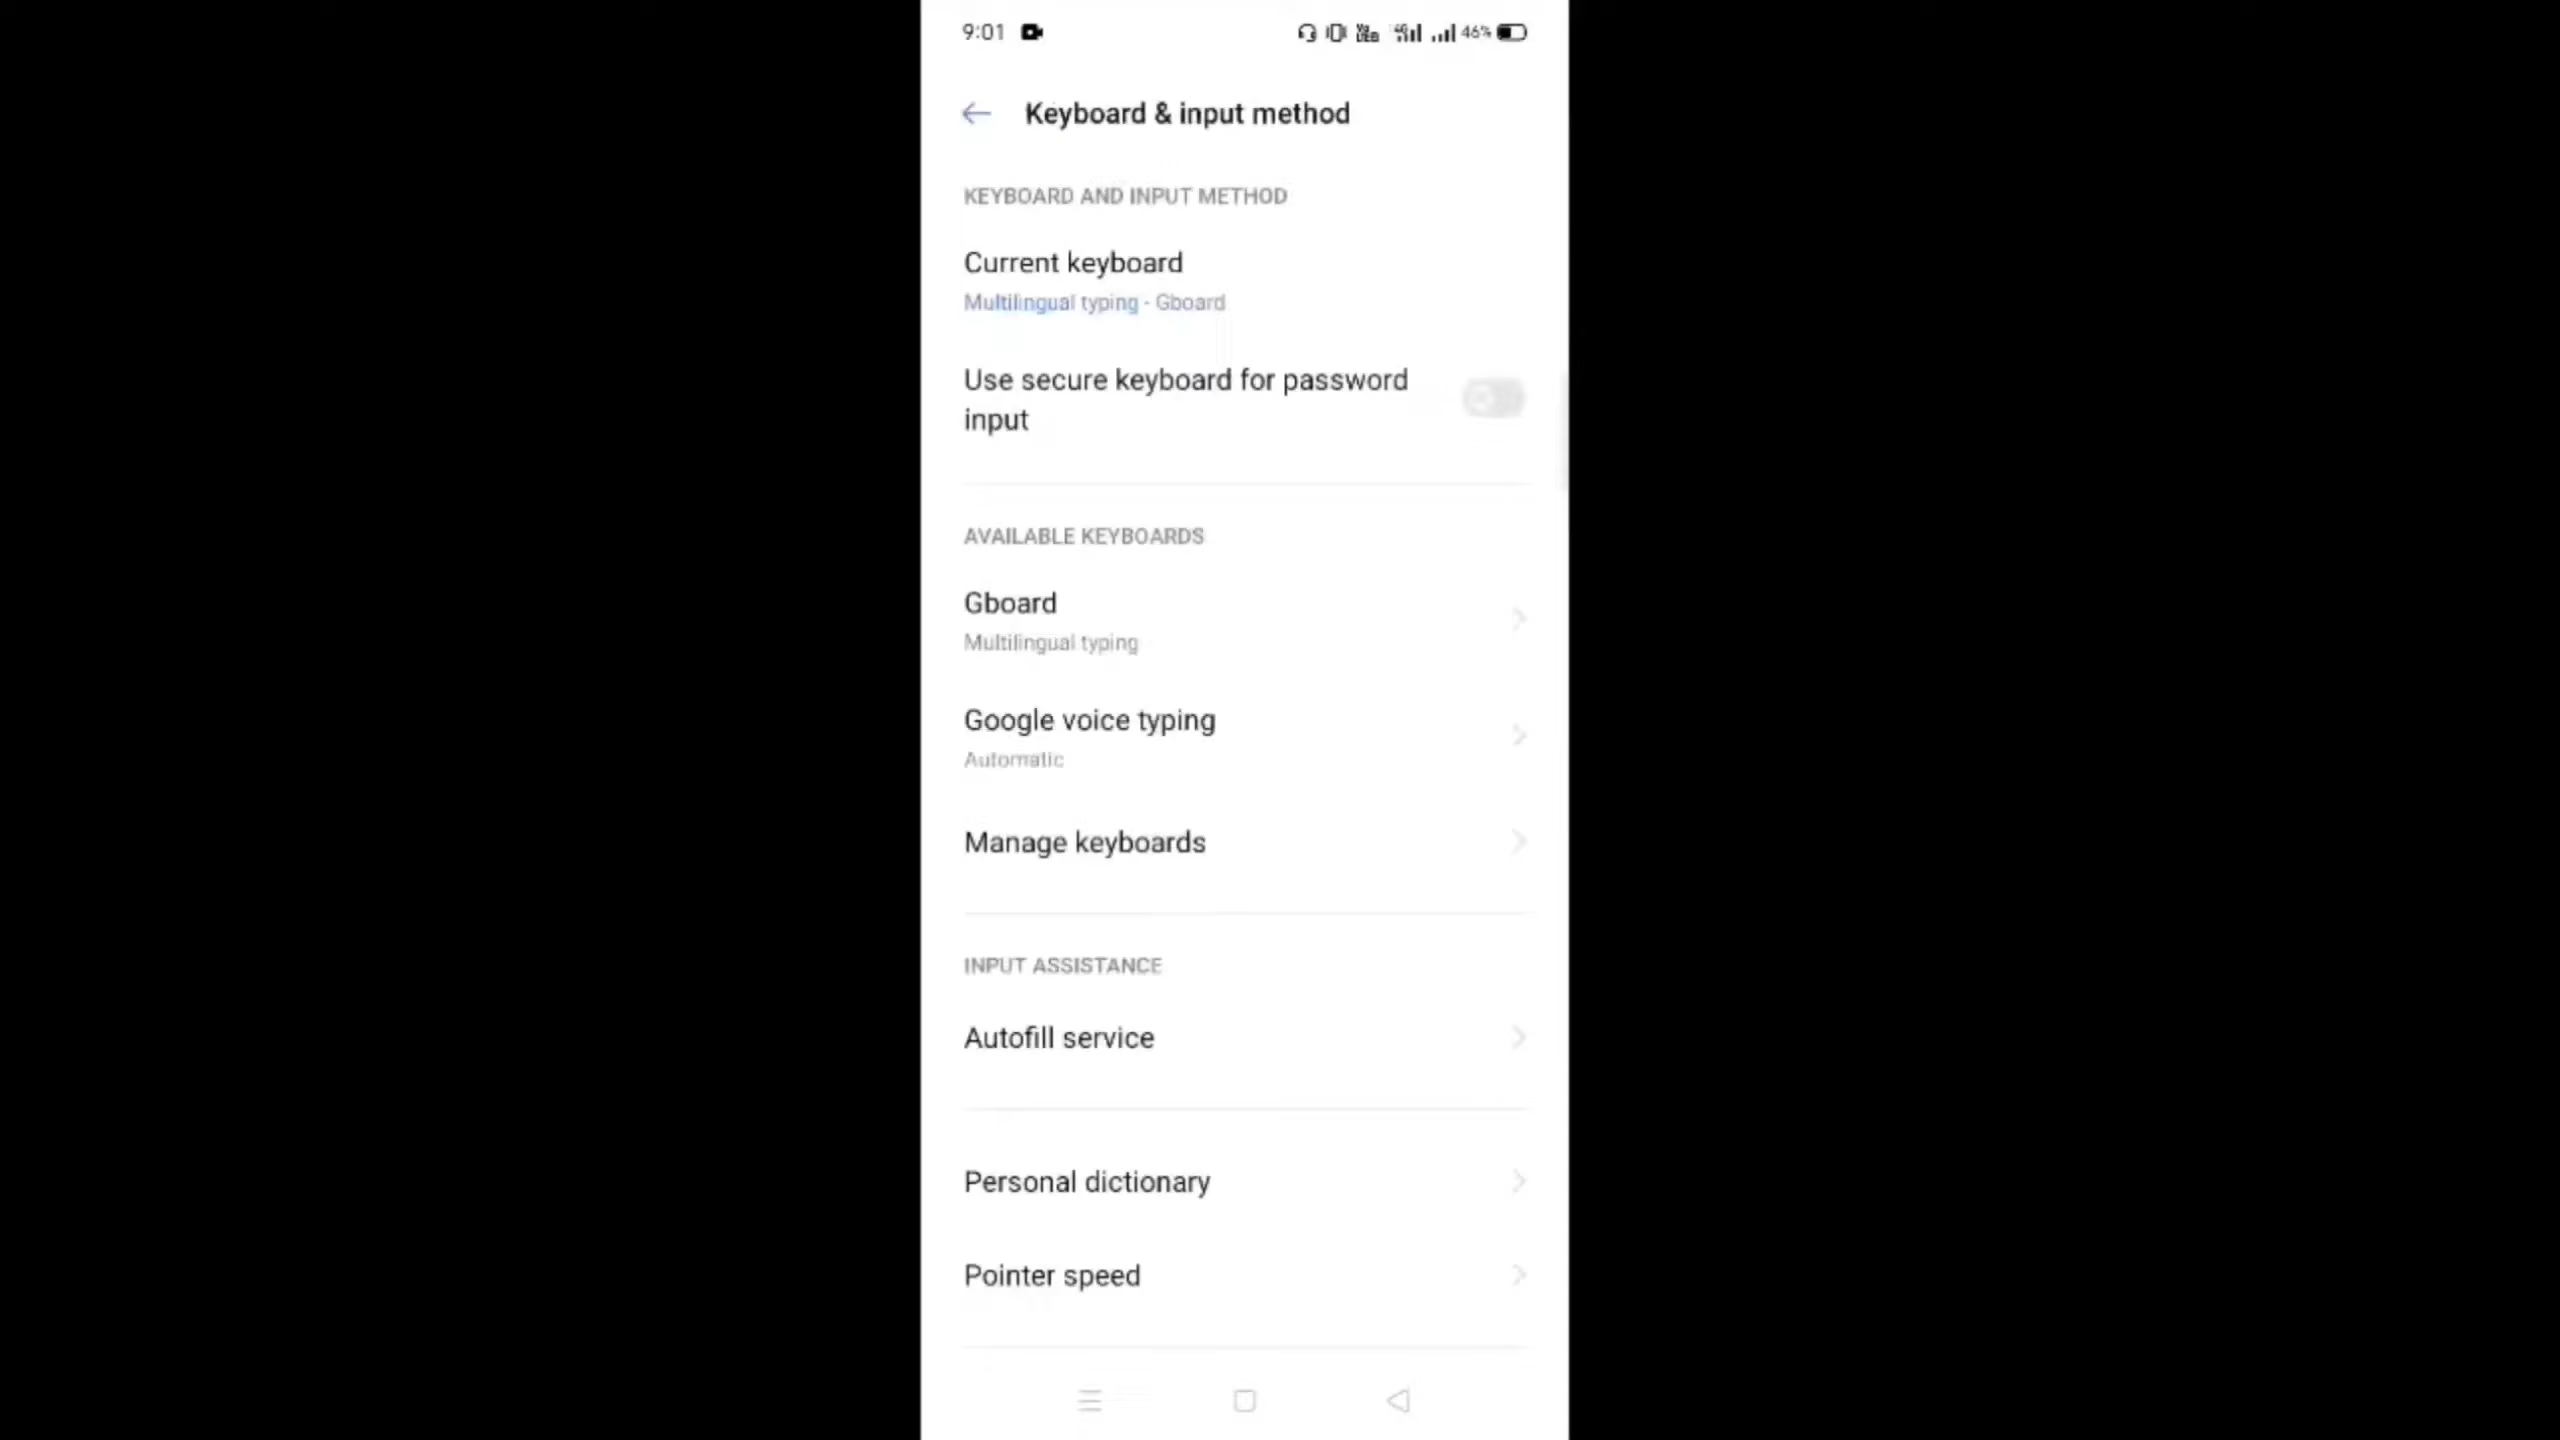 9:01 46%
Keyboard & input method
KEYBOARD AND INPUT METHOD
Current keyboard
Multilingual typing - Gboard
Use secure keyboard for password
input
AVAILABLE KEYBOARDS
Gboard
Multilingual typing
Google voice typing
Automatic
Manage keyboards
INPUT ASSISTANCE
Autofill service
Personal dictionary
Pointer speed